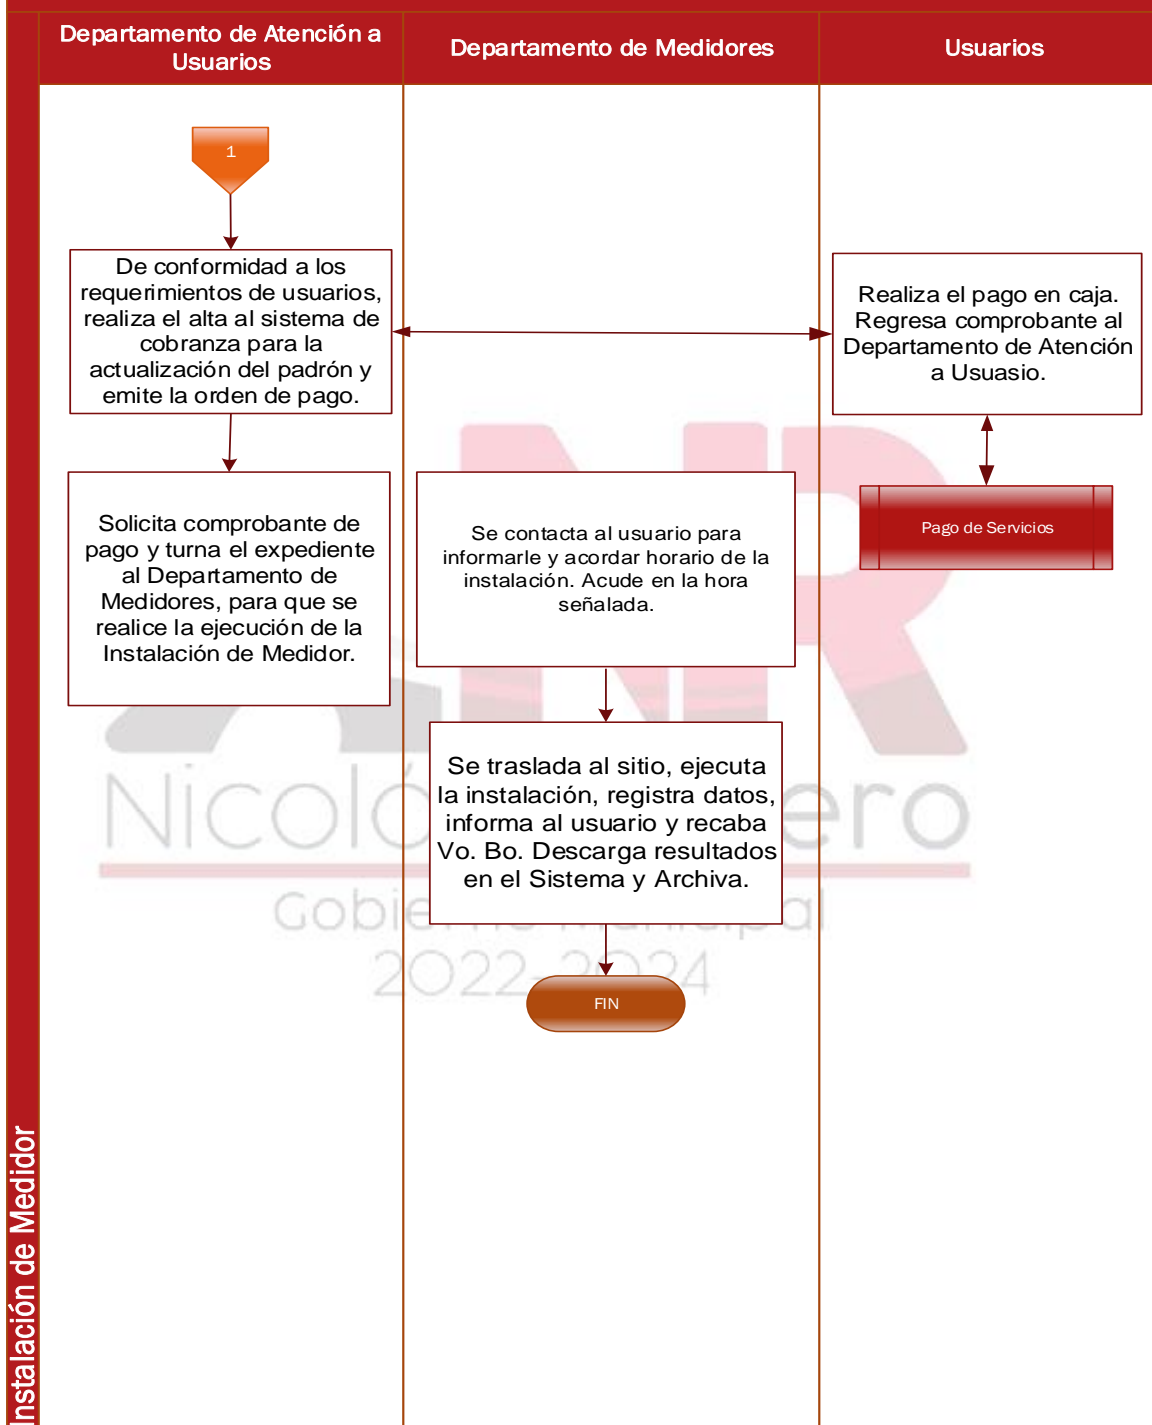 Departamento de Atención a
Usuarios
Departamento de Medidores
Usuarios
1
De conformidad a los
requerimientos de usuarios,
realiza el alta al sistema de
cobranza para la
actualización del padrón y
emite la orden de pago.
Realiza el pago en caja.
Regresa comprobante al
Departamento de Atención
a Usuasio.
Solicita comprobante de
pago y turna el expediente
al Departamento de
Medidores, para que se
realice la ejecución de la
Instalación de Medidor.
Se contacta al usuario para
informarle y acordar horario de la
instalación. Acude en la hora
señalada.
Pago de Servicios
Se traslada al sitio, ejecuta
la instalación, registra datos,
informa al usuario y recaba
Vo. Bo. Descarga resultados
en el Sistema y Archiva.
FIN
Instalación de Medidor
NR
2022-2024